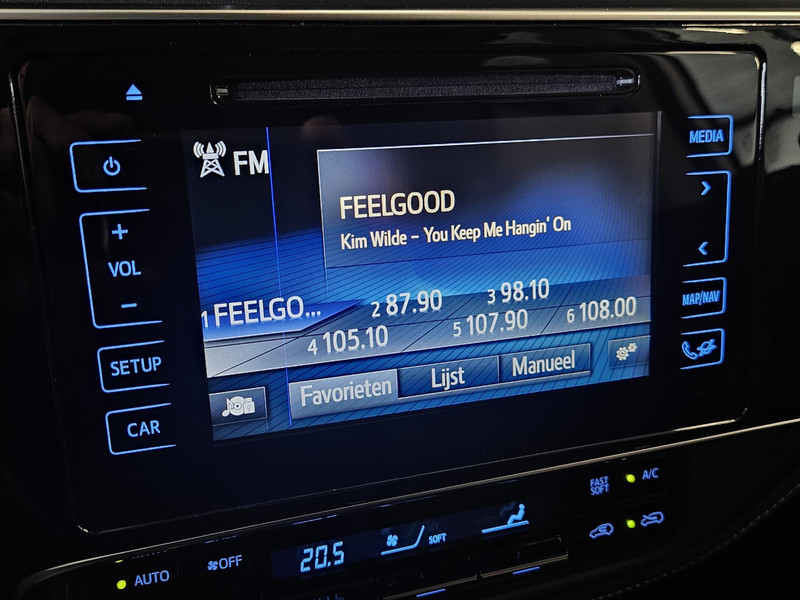 FM
MEDIA
FEELGOOD
Kim Wilde - You Keep Me Hangin' On
+
VOL
-
MAP/NAV
1 FEELGO...
2 87.90
3 98.10
4 105.10
5 107.90
6 108.00
SETUP
Favorieten
Lijst
Manueel
CAR
FAST
SOFT
A/C
AUTO
OFF
20.5
SOFT